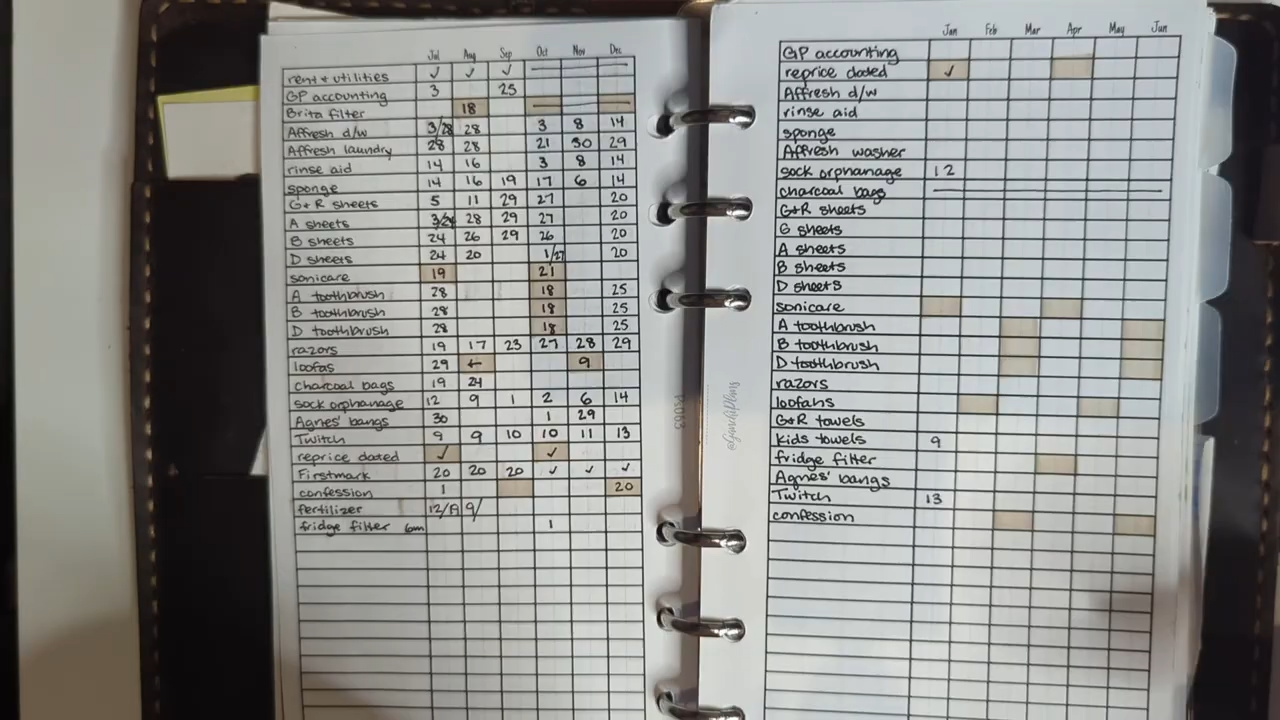 Jul Aug Sep Oct Nov Dec
rent + utilities ✓ ✓ ✓
GP accounting 3 25
Brita filter 18
Affresh d/w 3/28 28 3 8 14
Affresh laundry 28 28 21 30 29
rinse aid 14 16 3 8 14
sponge 14 16 19 17 6 14
G+R sheets 5 11 29 27 20
A sheets 3/24 28 29 27 20
B sheets 24 26 29 26 20
D sheets 24 20 1/27 20
sonicare 19 21
A toothbrush 28 18 25
B toothbrush 28 18 25
D toothbrush 28 18 25
razors 19 17 23 27 28 29
loofas 29 ← 9
charcoal bags 19 24
sock orphanage 12 9 1 2 6 14
Agnes' bangs 30 1 29
Twitch 9 9 10 10 11 13
reprice dated ✓ ✓
Firstmark 20 20 20 ✓ ✓ ✓
confession 1 20
fertilizer 12/A 9/
fridge filter 6m 1
Jan Feb Mar Apr May Jun
GP accounting
reprice dated ✓
Affresh d/w
rinse aid
sponge
Affresh washer
sock orphanage 12
charcoal bags
G+R sheets
G sheets
A sheets
B sheets
D sheets
sonicare
A toothbrush
B toothbrush
D toothbrush
razors
loofahs
G+R towels
kids towels 9
fridge filter
Agnes' bangs
Twitch 13
confession